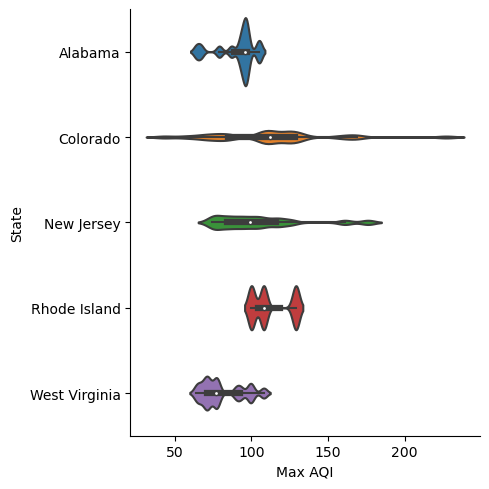 Alabama
Colorado
New Jersey
Rhode Island
West Virginia
State
50 100 150 200
Max AQI